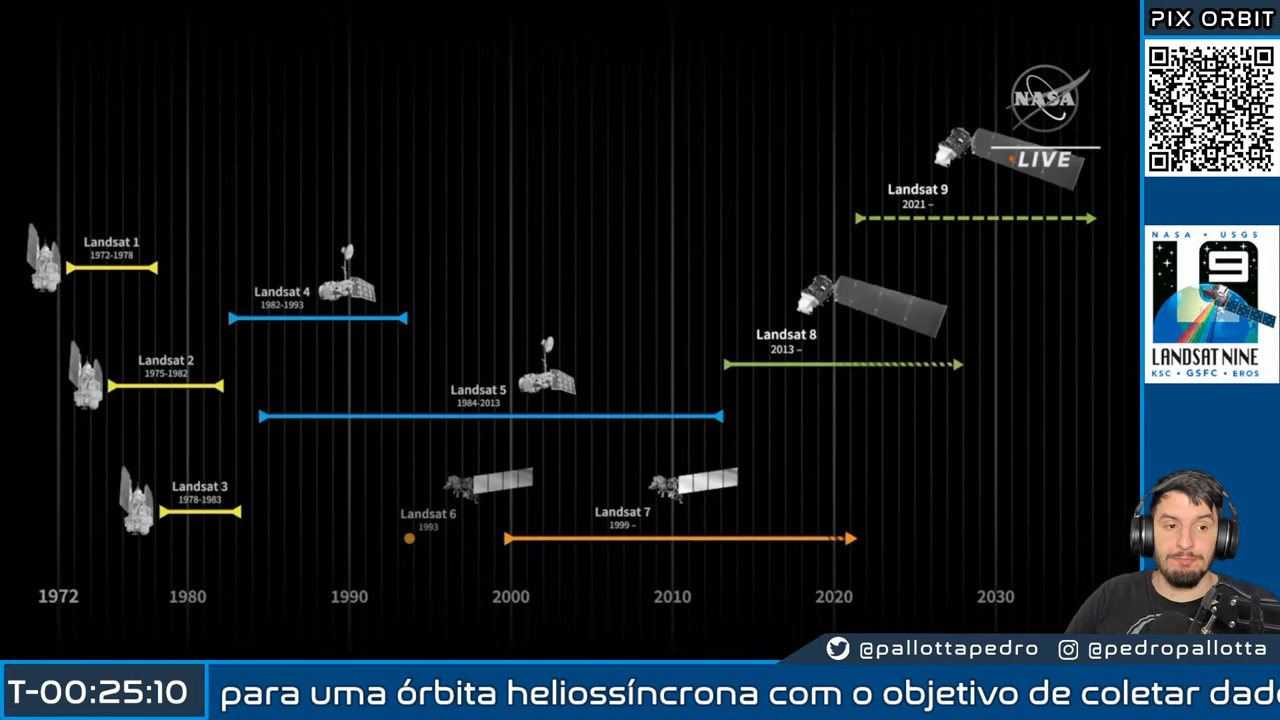 PIX ORBIT
NASA
LIVE
Landsat 9
2021 –
Landsat 1
1972-1978
Landsat 4
1982-1993
Landsat 8
2013 –
Landsat 2
1975-1982
Landsat 5
1984-2013
Landsat 3
1978-1983
Landsat 6
1993
Landsat 7
1999 –
1972 1980 1990 2000 2010 2020 2030
NASA • USGS
L9
LANDSAT NINE
KSC • GSFC • EROS
@pallottapedro @pedropallotta
T-00:25:10 para uma órbita heliossíncrona com o objetivo de coletar dad